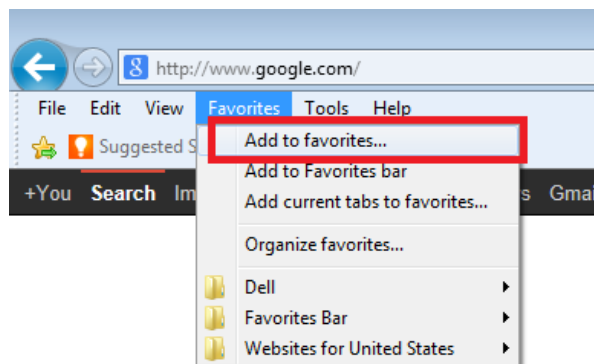 http://www.google.com/
File Edit View Favorites Tools Help
Suggested S
Add to favorites...
Add to Favorites bar
+You Search Im s Gmai
Add current tabs to favorites...
Organize favorites...
Dell
Favorites Bar
Websites for United States